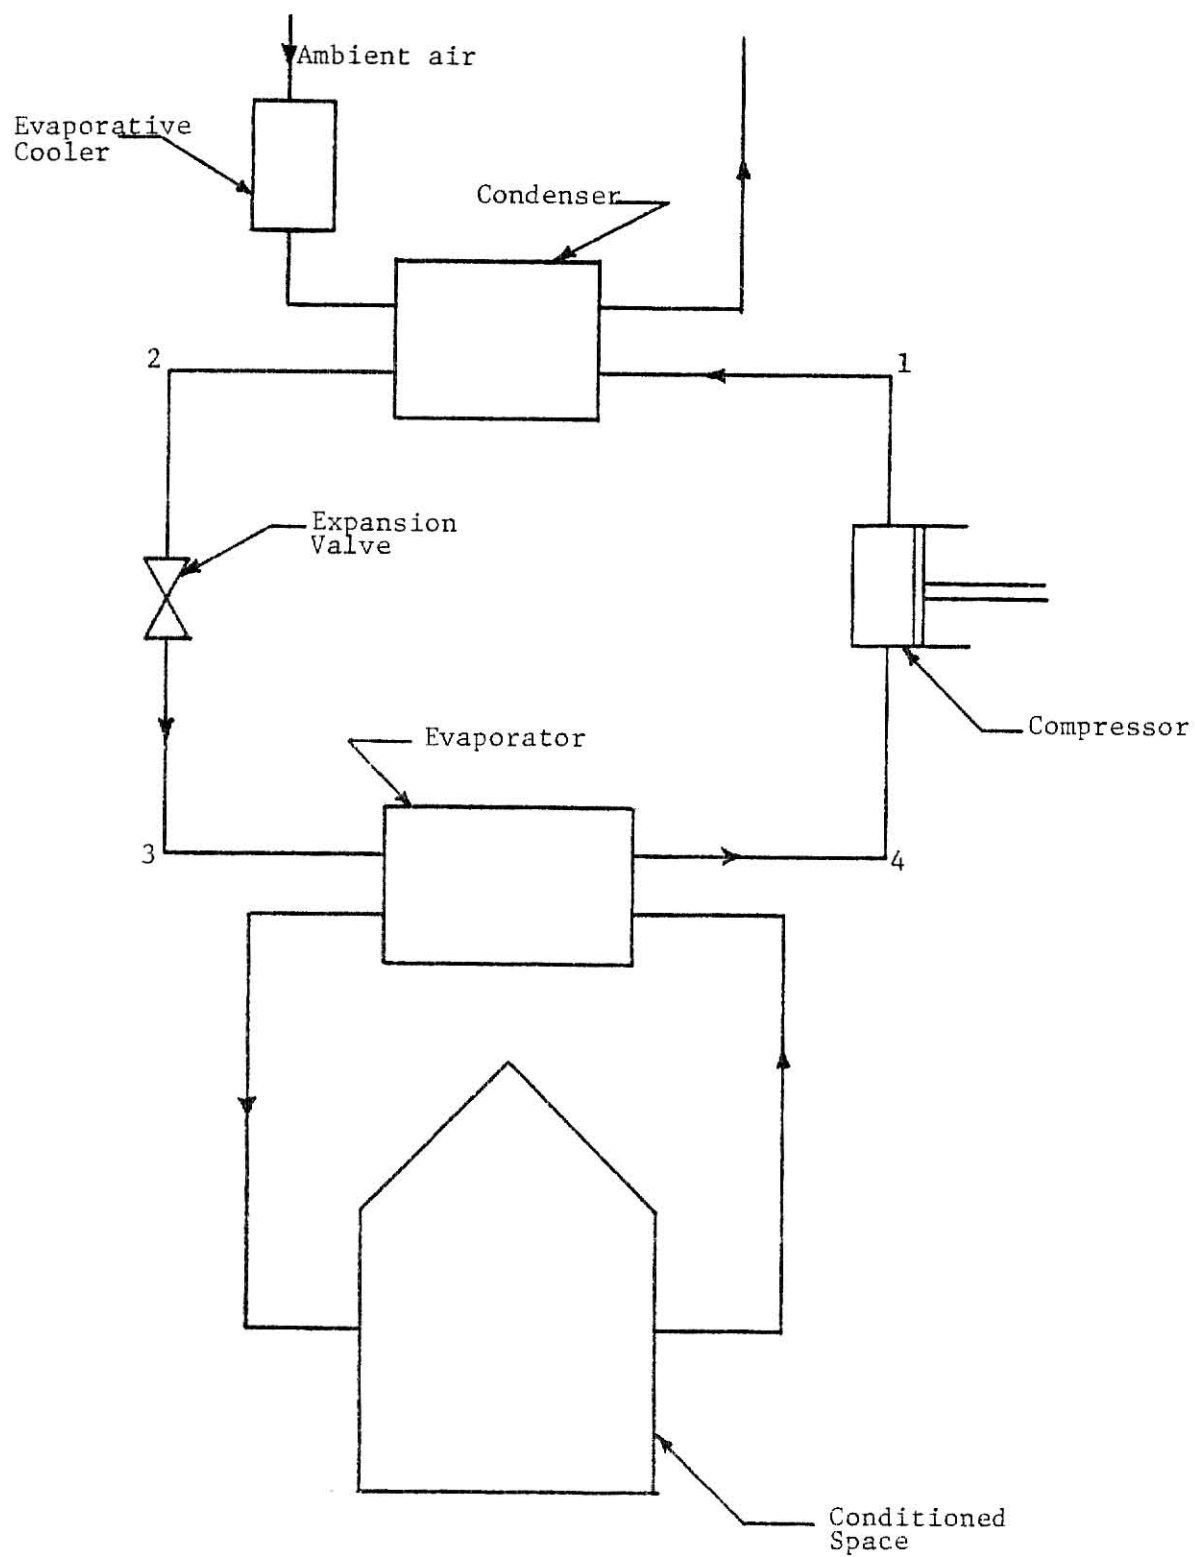 Ambient air
Evaporative
Cooler
Condenser
2
1
Expansion
Valve
Compressor
Evaporator
3
4
Conditioned
Space